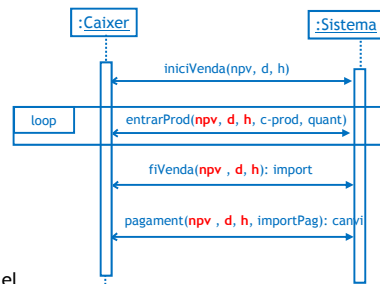 :Caixer
:Sistema
iniciVenda(npv, d, h)
loop
entrarProd(npv, d, h, c-prod, quant)
fiVenda(npv , d, h): import
pagament(npv , d, h, importPag): canvi
el